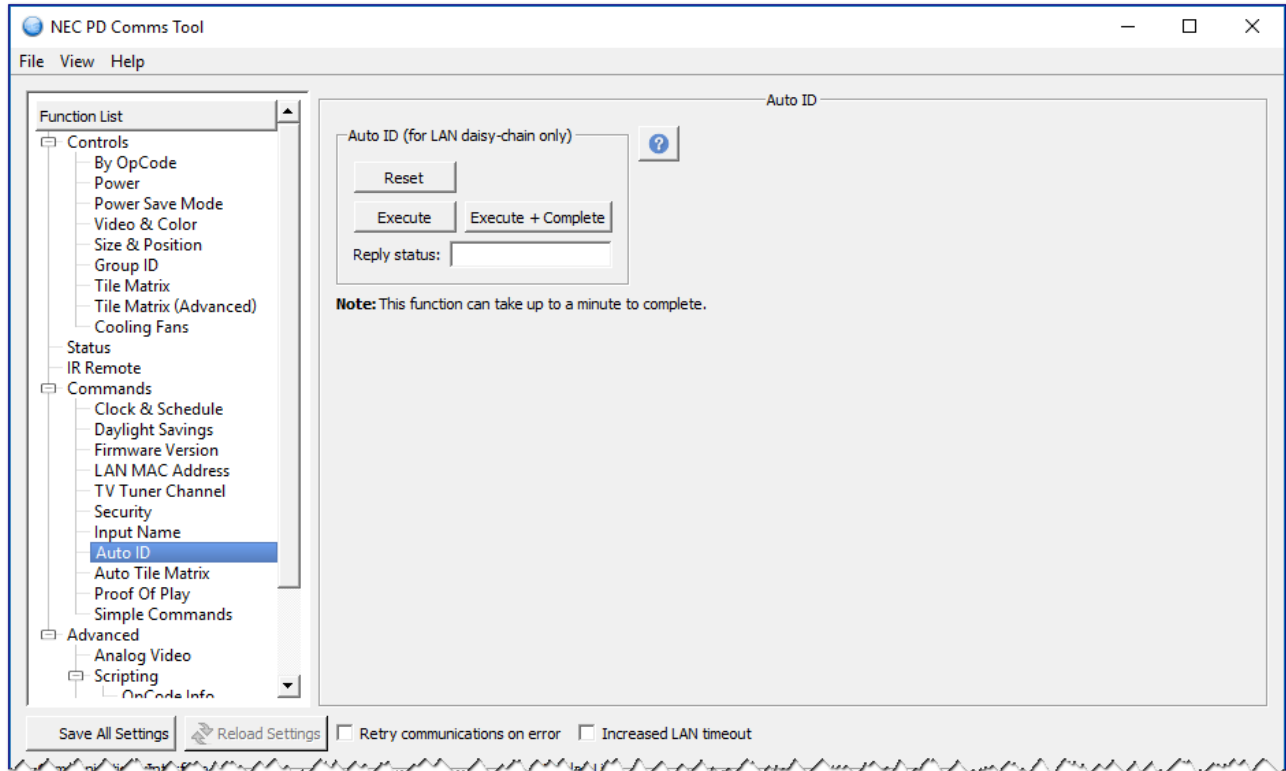 NEC PD Comms Tool
File View Help
Function List
Controls
By OpCode
Power
Power Save Mode
Video & Color
Size & Position
Group ID
Tile Matrix
Tile Matrix (Advanced)
Cooling Fans
Status
IR Remote
Commands
Clock & Schedule
Daylight Savings
Firmware Version
LAN MAC Address
TV Tuner Channel
Security
Input Name
Auto ID
Auto Tile Matrix
Proof Of Play
Simple Commands
Advanced
Analog Video
Scripting
OpCode Info
Auto ID
Auto ID (for LAN daisy-chain only)
?
Reset
Execute Execute + Complete
Reply status:
Note: This function can take up to a minute to complete.
Save All Settings Reload Settings Retry communications on error Increased LAN timeout